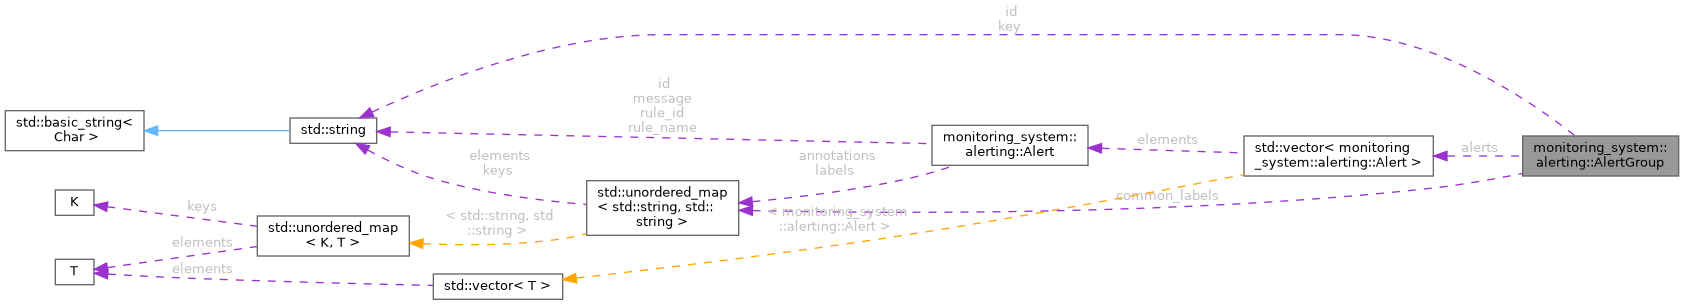 id
key
id
message
rule_id
rule_name
std::basic_string<
Char >
std::string
monitoring_system::
alerting::Alert
elements
std::vector< monitoring
_system::alerting::Alert >
alerts
monitoring_system::
alerting::AlertGroup
elements
keys
annotations
labels
K
keys
std::unordered_map
< K, T >
< std::string, std
::string >
std::unordered_map
< std::string, std::
string >
common_labels
< monitoring_system
::alerting::Alert >
elements
T
elements
std::vector< T >